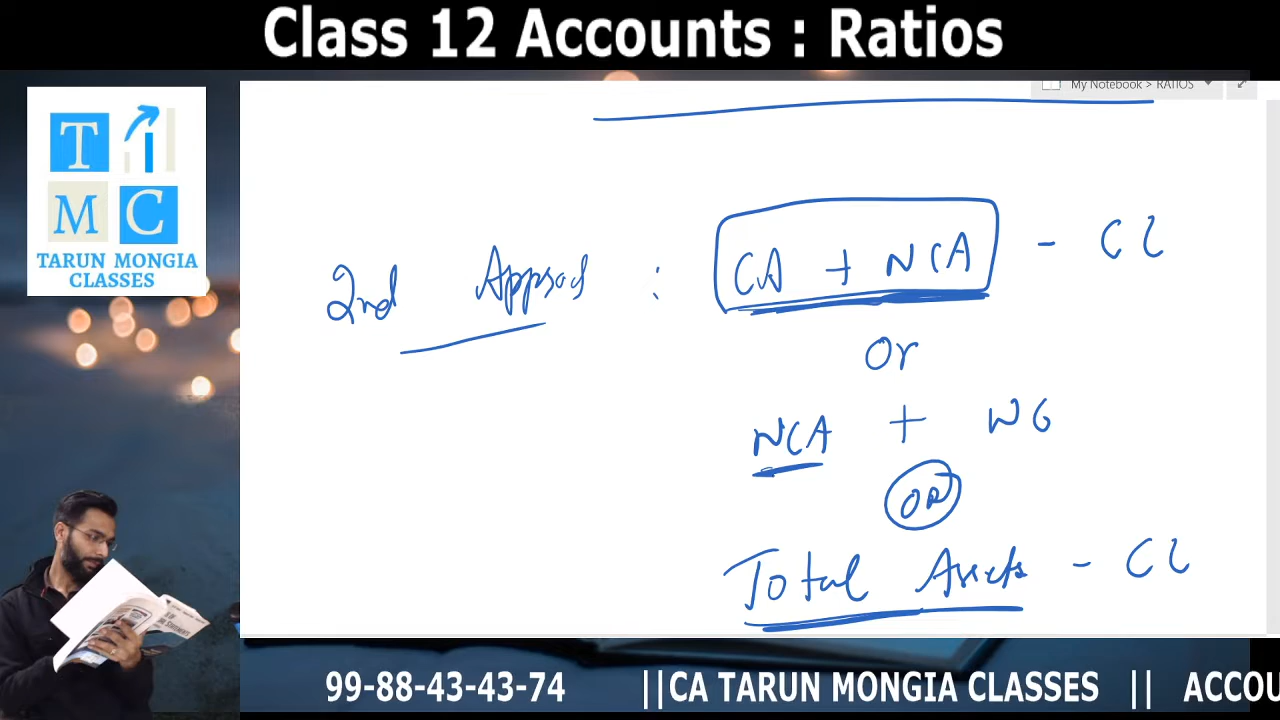 Class 12 Accounts : Ratios
My Notebook > RATIOS
T
M C
TARUN MONGIA
CLASSES
2nd Approach : CA + NCA - CL
Or
NCA + WC
OR
Total Assets - CL
99-88-43-43-74 ||CA TARUN MONGIA CLASSES || ACCOU